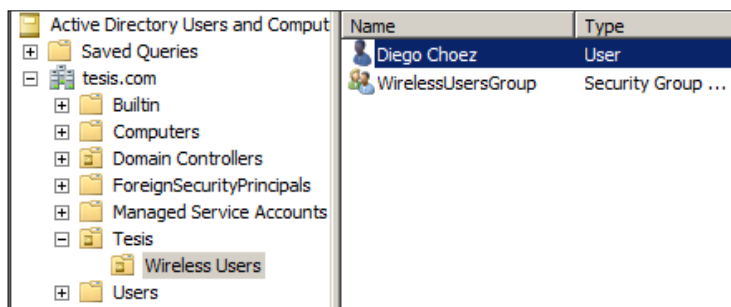 Active Directory Users and Comput
Saved Queries
tesis.com
Builtin
Computers
Domain Controllers
ForeignSecurityPrincipals
Managed Service Accounts
Tesis
Wireless Users
Users
Name Type
Diego Choez User
WirelessUsersGroup Security Group ...